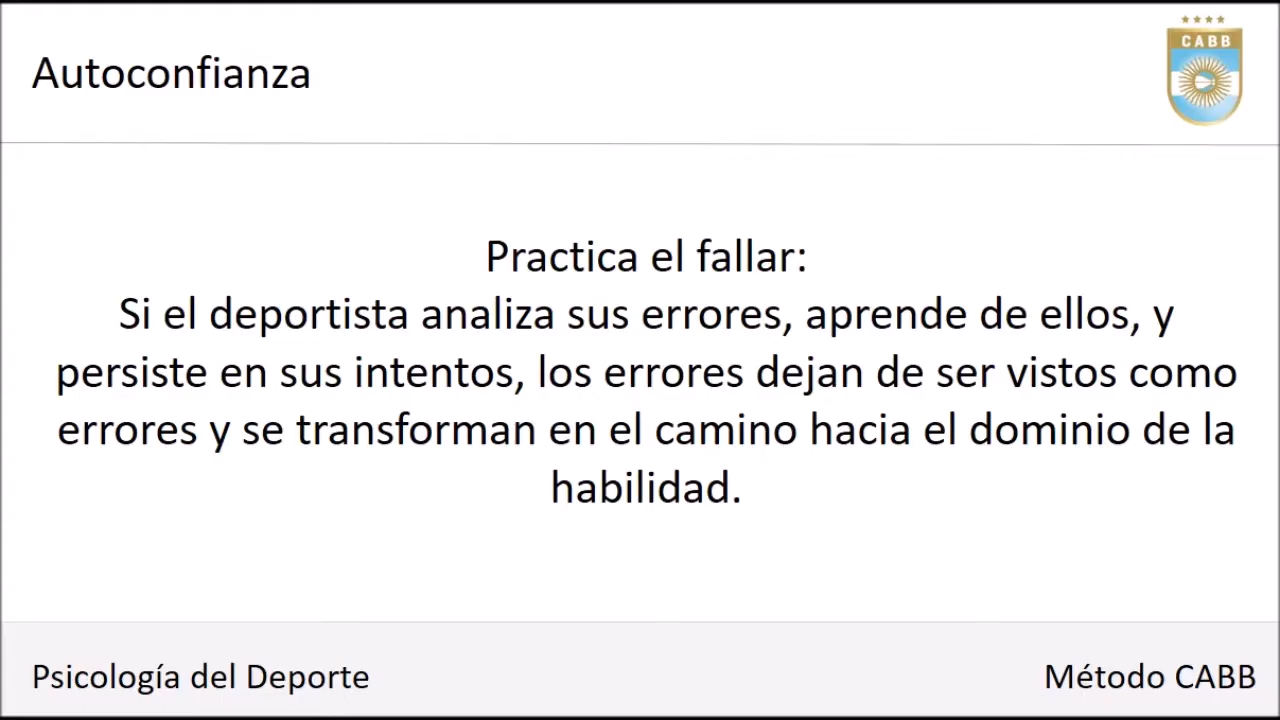 Autoconfianza
CABB
Practica el fallar:
Si el deportista analiza sus errores, aprende de ellos, y
persiste en sus intentos, los errores dejan de ser vistos como
errores y se transforman en el camino hacia el dominio de la
habilidad.
Psicología del Deporte
Método CABB